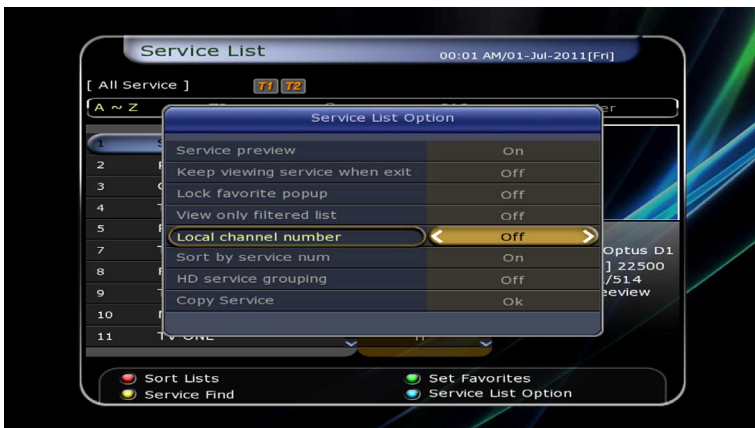 Service List
00:01 AM/01-Jul-2011[Fri]
[ All Service ]
T1 T2
A ~ Z
Service List Option
1
Service preview On
2
Keep viewing service when exit Off
3
Lock favorite popup Off
4
View only filtered list Off
5
Local channel number Off
7
Sort by service num On
Optus D1
8
HD service grouping Off
] 22500
/514
9
Copy Service Ok
10
11 TV ONE
Sort Lists
Set Favorites
Service Find
Service List Option